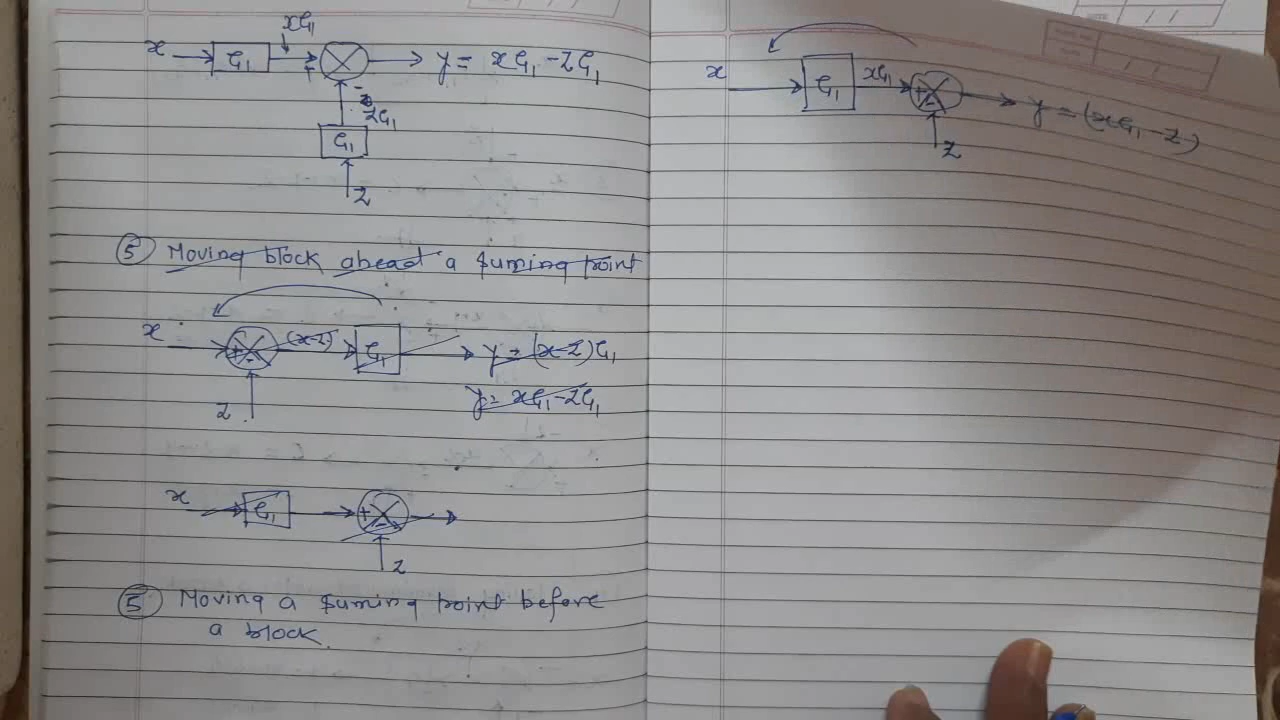 xG₁
x G₁ + y = xG₁ - ZG₁
-
ZG₁
G₁
Z
⑤ Moving block ahead a suming point
x + - (x-Z) G₁ y = (x-Z)G₁
Z y = xG₁ - ZG₁
x G₁ + -
Z
⑤ Moving a suming point before
a block.
x G₁ xG₁ + - y = (xG₁ - Z)
Z